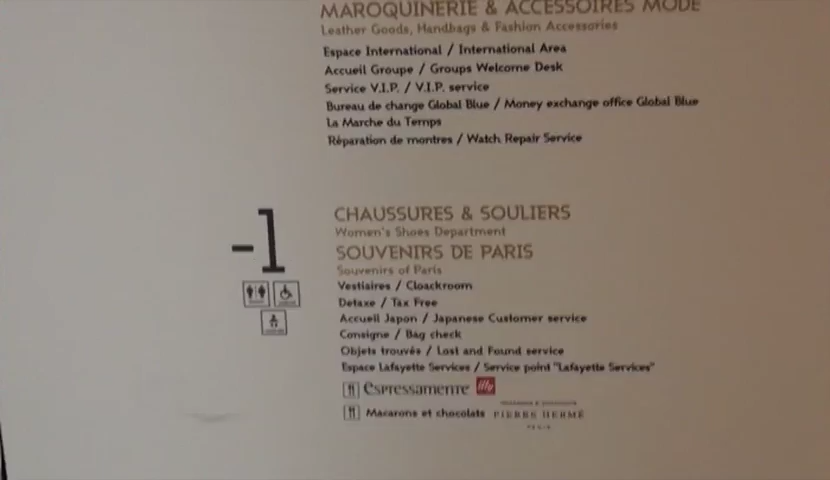 MAROQUINERIE & ACCESSOIRES MODE
Leather Goods, Handbags & Fashion Accessories
Espace International / International Area
Accueil Groupe / Groups Welcome Desk
Service V.I.P. / V.I.P. service
Bureau de change Global Blue / Money exchange office Global Blue
La Marche du Temps
Réparation de montres / Watch Repair Service
-1
CHAUSSURES & SOULIERS
Women's Shoes Department
SOUVENIRS DE PARIS
Souvenirs of Paris
Vestiaires / Cloackroom
Detaxe / Tax Free
Accueil Japon / Japanese Customer service
Consigne / Bag check
Objets trouvés / Lost and Found service
Espace Lafayette Services / Service point "Lafayette Services"
espressamente illy
Macarons et chocolats PIERRE HERMÉ
PARIS